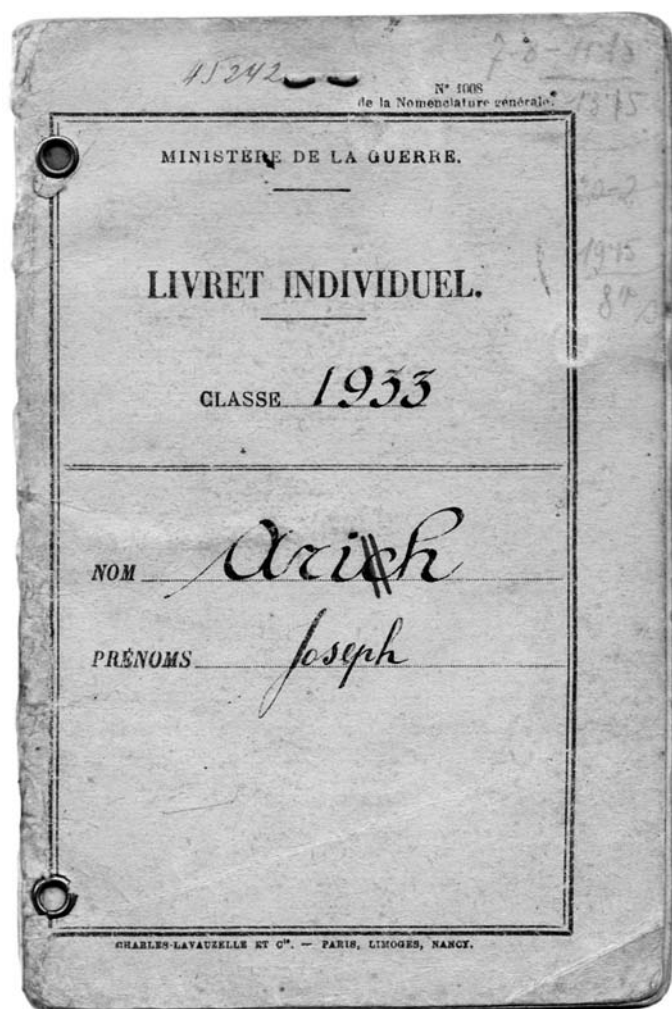 45242
N° 1008
de la Nomenclature générale.
MINISTÈRE DE LA GUERRE.
LIVRET INDIVIDUEL.
CLASSE 1933
NOM
PRÉNOMS Joseph
CHARLES-LAVAUZELLE ET Cie. — PARIS, LIMOGES, NANCY.